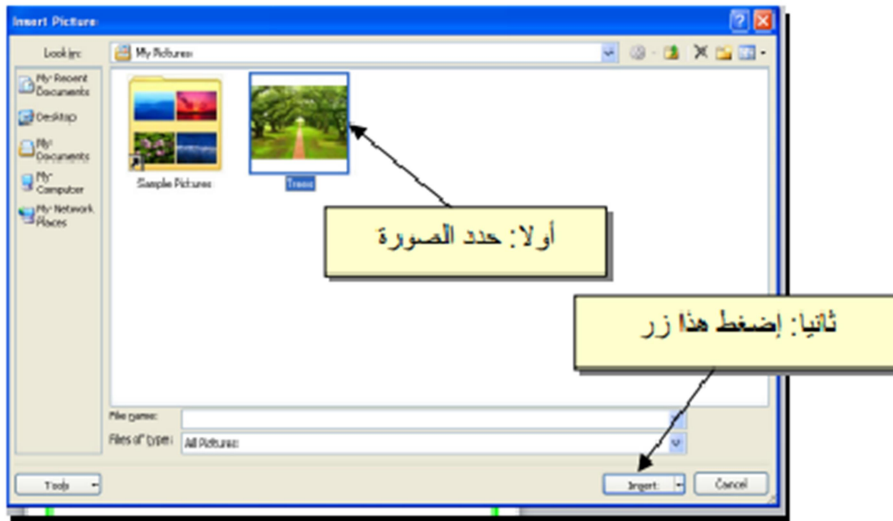 Insert Picture
Look in:
My Pictures
My Recent
Documents
Desktop
My
Documents
My
Computer
My Network
Places
Sample Pictures
Trees
أولا: حدد الصورة
ثانيا: إضغط هذا زر
File name:
Files of type:
All Pictures
Tools
Insert
Cancel